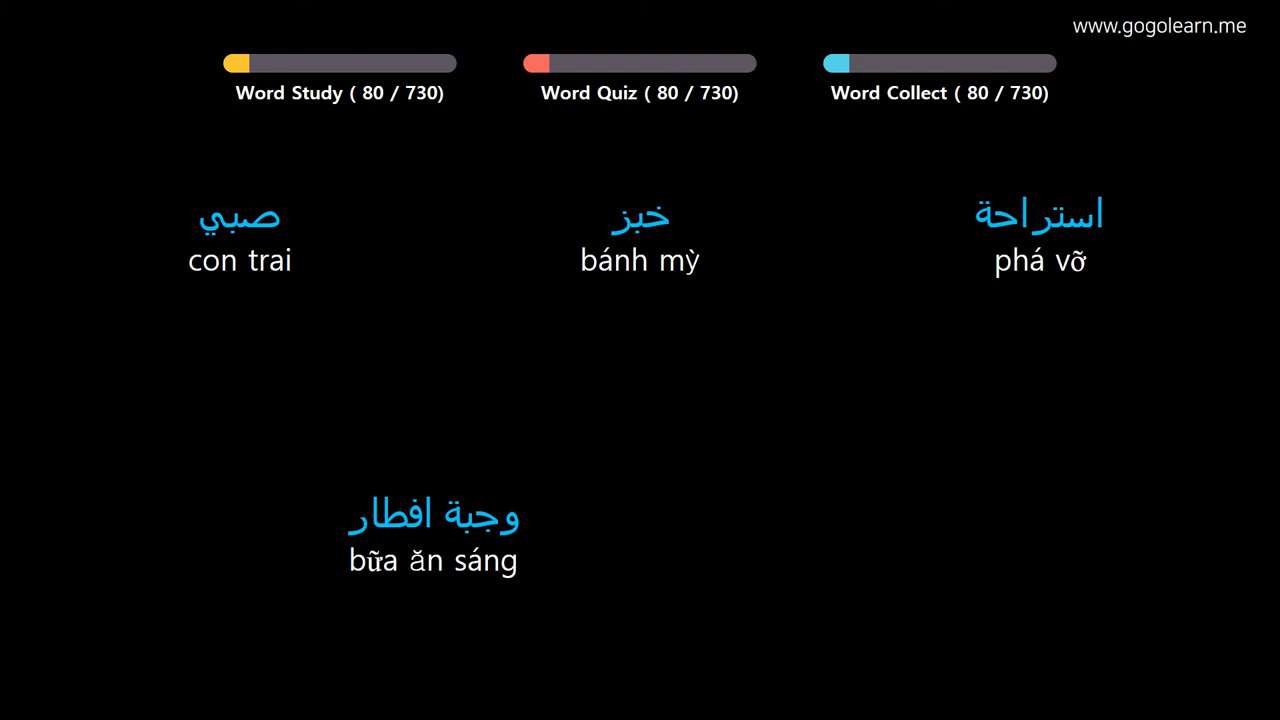 www.gogolearn.me
Word Study ( 80 / 730)
Word Quiz ( 80 / 730)
Word Collect ( 80 / 730)
صبي
con trai
خبز
bánh mỳ
استراحة
phá vỡ
وجبة افطار
bữa ăn sáng